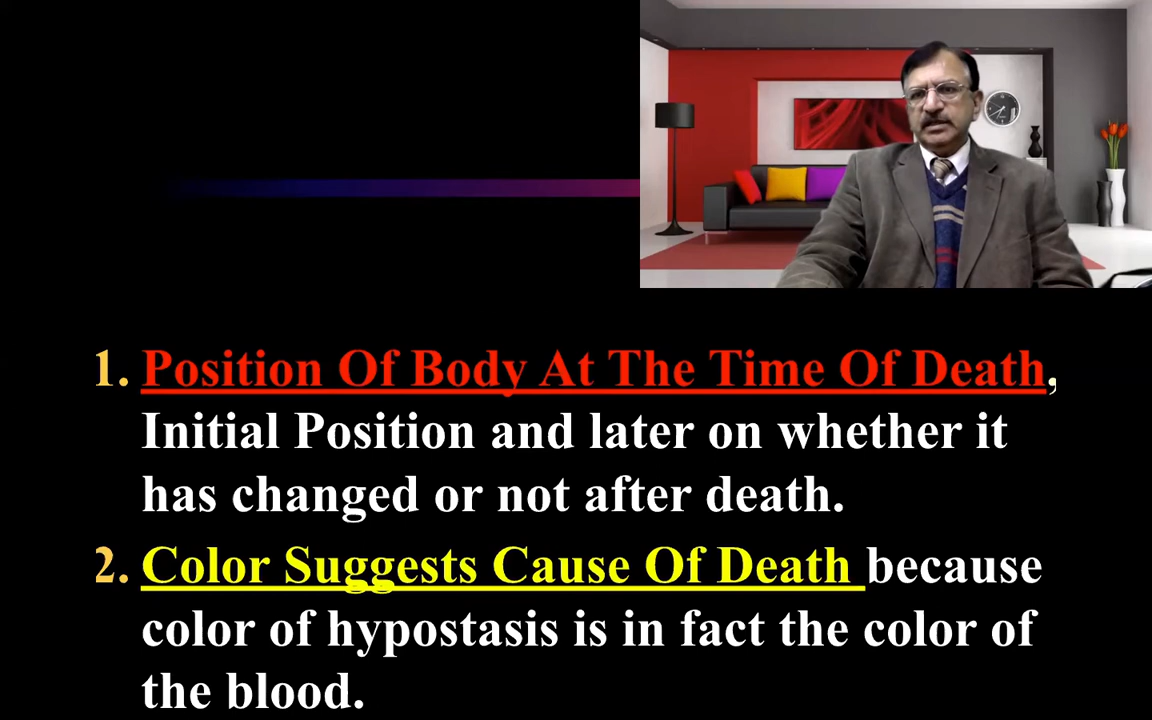 1. Position Of Body At The Time Of Death,
Initial Position and later on whether it
has changed or not after death.
2. Color Suggests Cause Of Death because
color of hypostasis is in fact the color of
the blood.